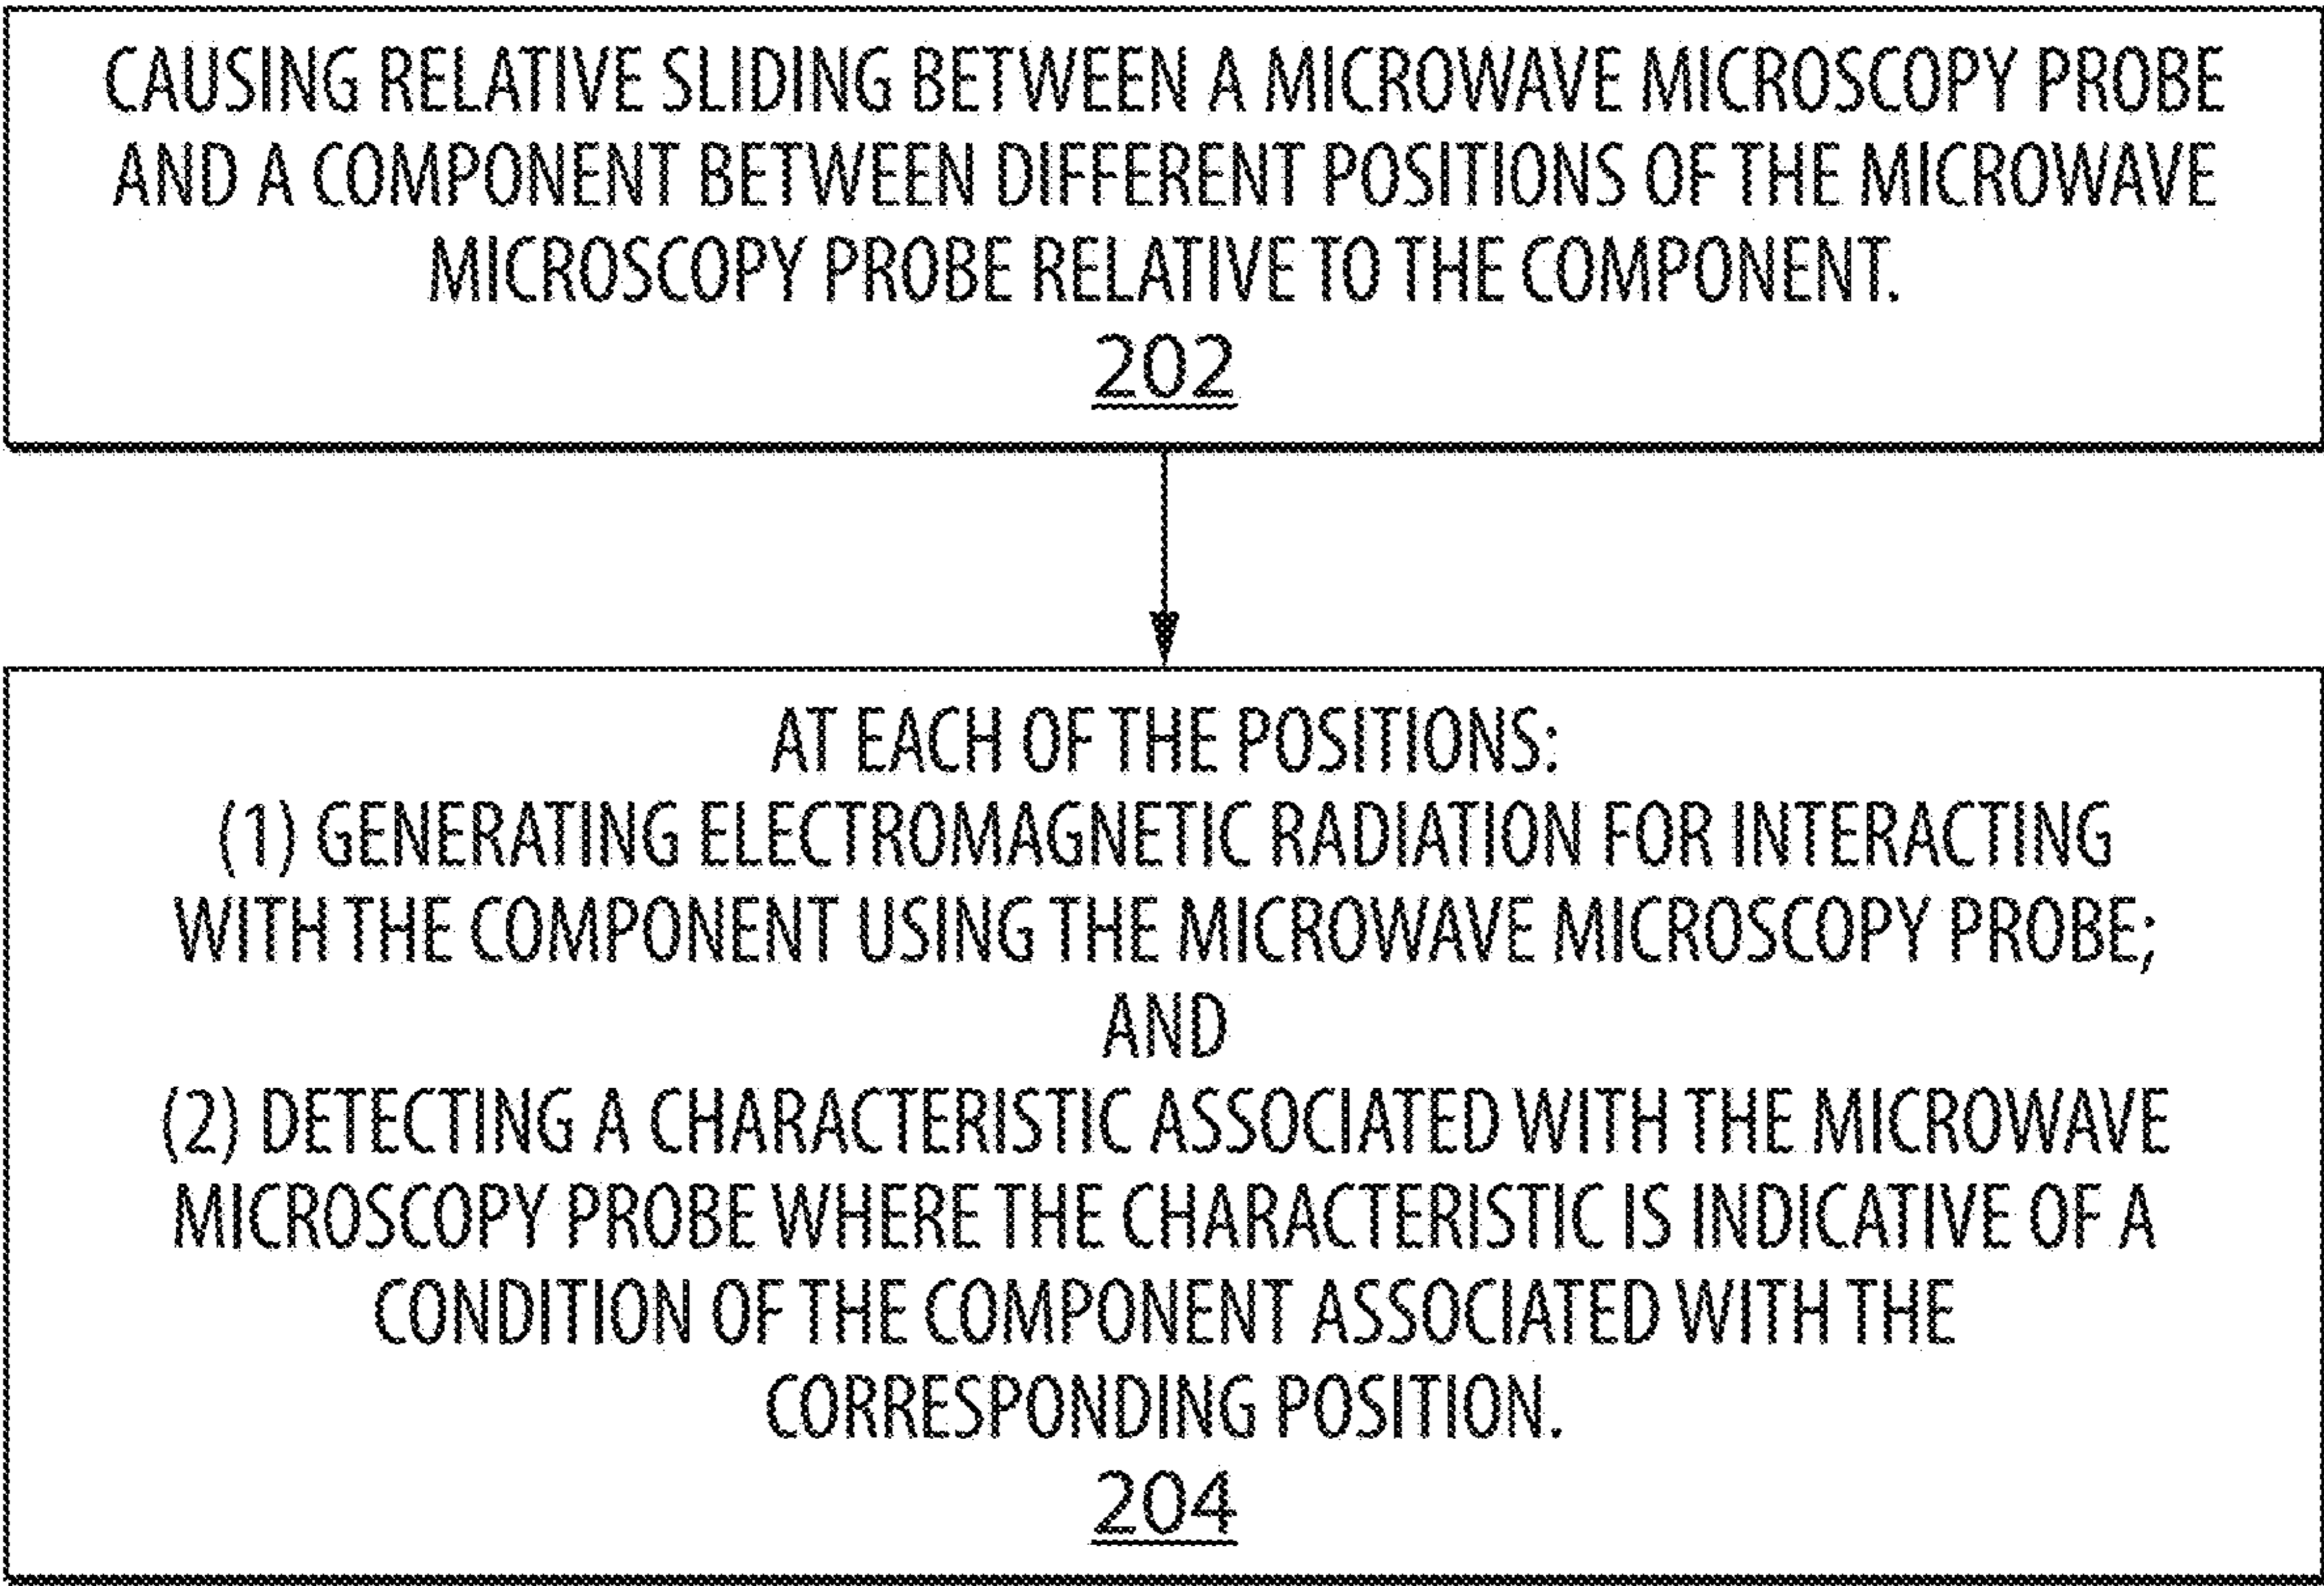 CAUSING RELATIVE SLIDING BETWEEN A MICROWAVE MICROSCOPY PROBE
AND A COMPONENT BETWEEN DIFFERENT POSITIONS OF THE MICROWAVE
MICROSCOPY PROBE RELATIVE TO THE COMPONENT.
202
AT EACH OF THE POSITIONS:
(1) GENERATING ELECTROMAGNETIC RADIATION FOR INTERACTING
WITH THE COMPONENT USING THE MICROWAVE MICROSCOPY PROBE;
AND
(2) DETECTING A CHARACTERISTIC ASSOCIATED WITH THE MICROWAVE
MICROSCOPY PROBE WHERE THE CHARACTERISTIC IS INDICATIVE OF A
CONDITION OF THE COMPONENT ASSOCIATED WITH THE
CORRESPONDING POSITION.
204